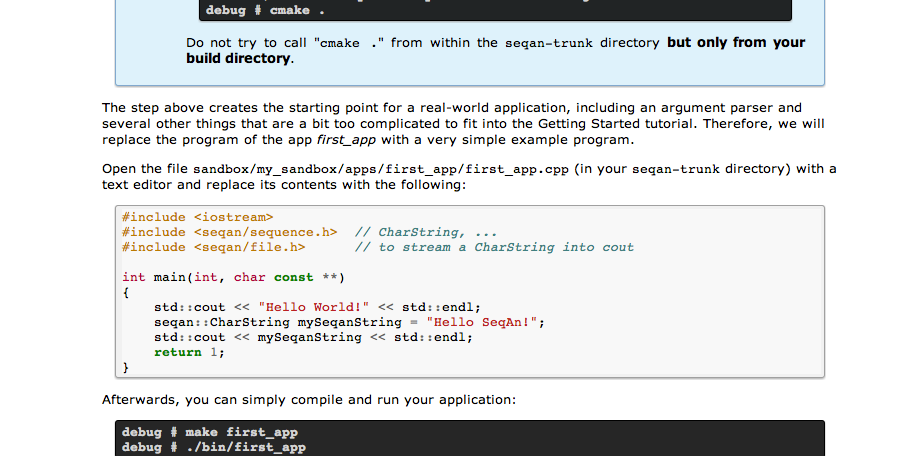 debug # cmake .
Do not try to call "cmake ." from within the seqan-trunk directory but only from your
build directory.
The step above creates the starting point for a real-world application, including an argument parser and
several other things that are a bit too complicated to fit into the Getting Started tutorial. Therefore, we will
replace the program of the app first_app with a very simple example program.
Open the file sandbox/my_sandbox/apps/first_app/first_app.cpp (in your seqan-trunk directory) with a
text editor and replace its contents with the following:
#include <iostream>
#include <seqan/sequence.h>  // CharString, ...
#include <seqan/file.h>      // to stream a CharString into cout
int main(int, char const **)
{
    std::cout << "Hello World!" << std::endl;
    seqan::CharString mySeqanString = "Hello SeqAn!";
    std::cout << mySeqanString << std::endl;
    return 1;
}
Afterwards, you can simply compile and run your application:
debug # make first_app
debug # ./bin/first_app